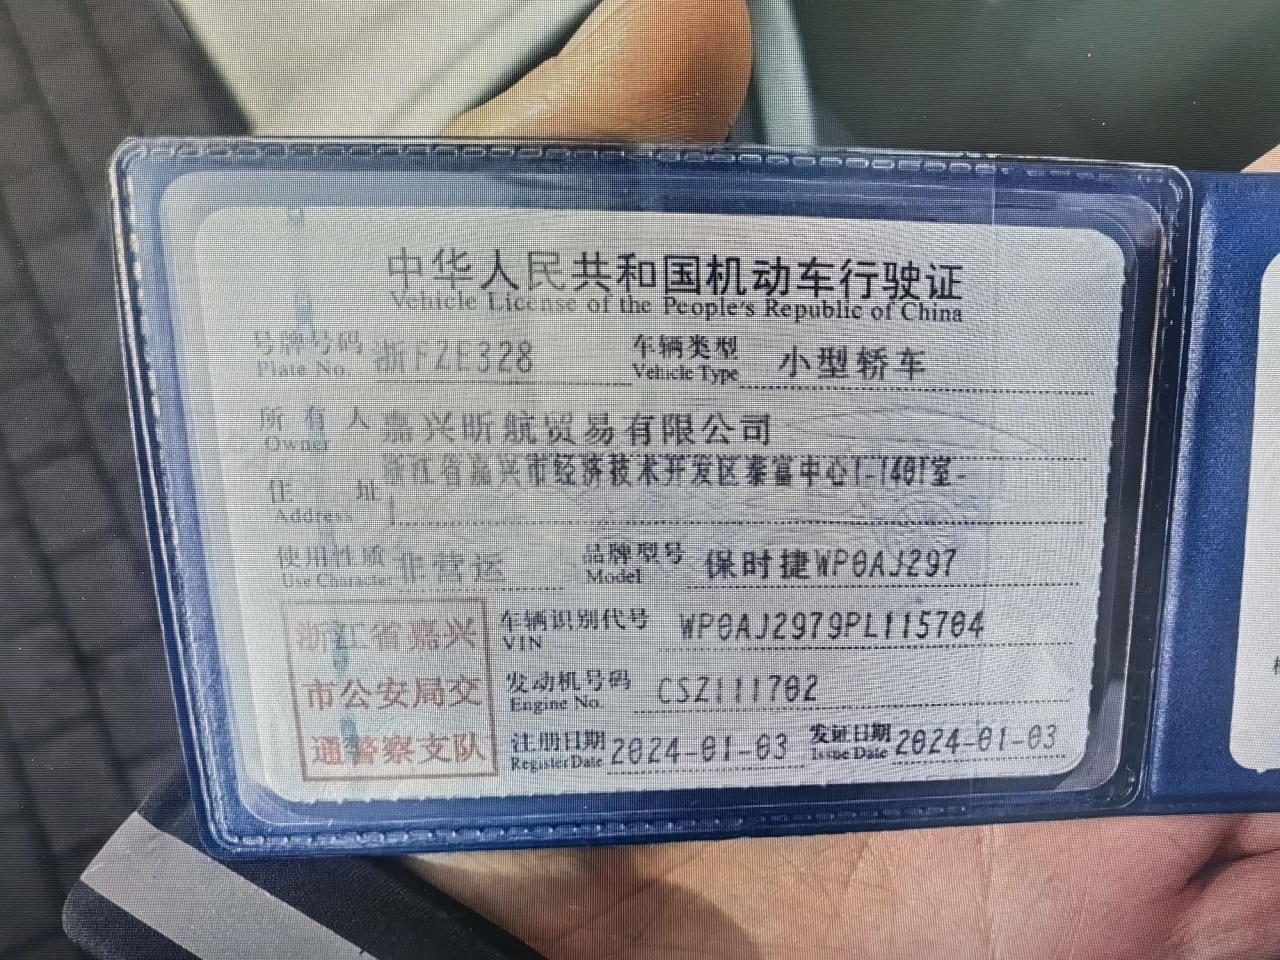 中华人民共和国机动车行驶证
Vehicle License of the People's Republic of China
号牌号码 浙FZE328 车辆类型 小型轿车
Plate No. Vehicle Type
所有人 嘉兴昕航贸易有限公司
Owner
住址 浙江省嘉兴市经济技术开发区泰富中心1-1401室-
Address 1
使用性质 非营运 品牌型号 保时捷WP0AJ297
Use Character Model
浙江省嘉兴
市公安局交
通警察支队
车辆识别代号 WP0AJ2979PL115704
VIN
发动机号码 CSZ111702
Engine No.
注册日期 2024-01-03 发证日期 2024-01-03
Register Date Issue Date